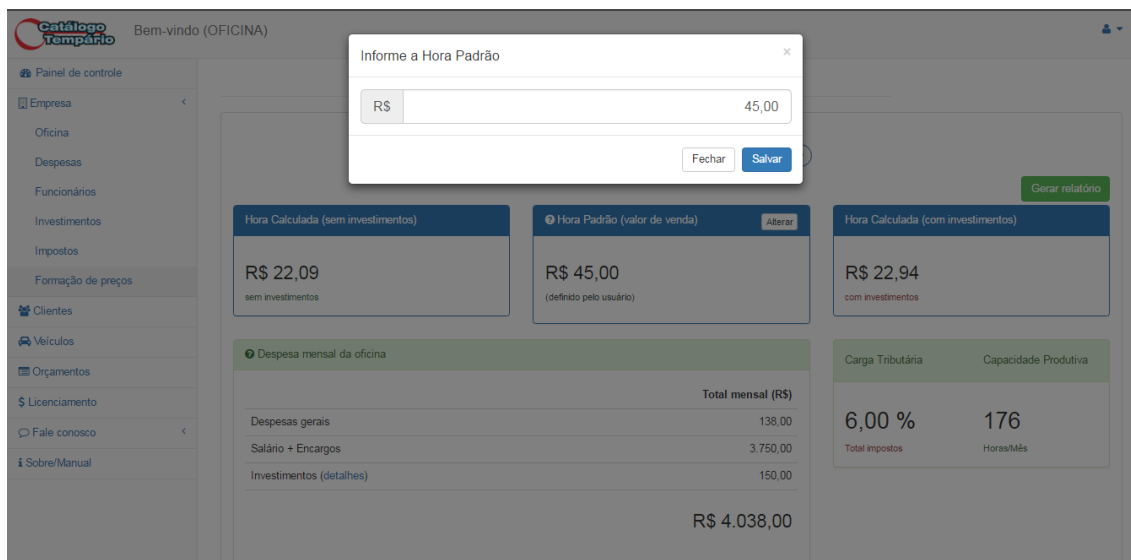 Catálogo
Tempário
Bem-vindo (OFICINA)
Informe a Hora Padrão
×
R$ 45,00
Fechar Salvar
Painel de controle
Empresa
Oficina
Despesas
Funcionários
Investimentos
Impostos
Formação de preços
Clientes
Veículos
Orçamentos
$ Licenciamento
Fale conosco
Sobre/Manual
Gerar relatório
Hora Calculada (sem investimentos)
R$ 22,09
sem investimentos
Hora Padrão (valor de venda) Alterar
R$ 45,00
(definido pelo usuário)
Hora Calculada (com investimentos)
R$ 22,94
com investimentos
Despesa mensal da oficina
Total mensal (R$)
Despesas gerais 138,00
Salário + Encargos 3.750,00
Investimentos (detalhes) 150,00
R$ 4.038,00
Carga Tributária Capacidade Produtiva
6,00 % 176
Total impostos Horas/Mês